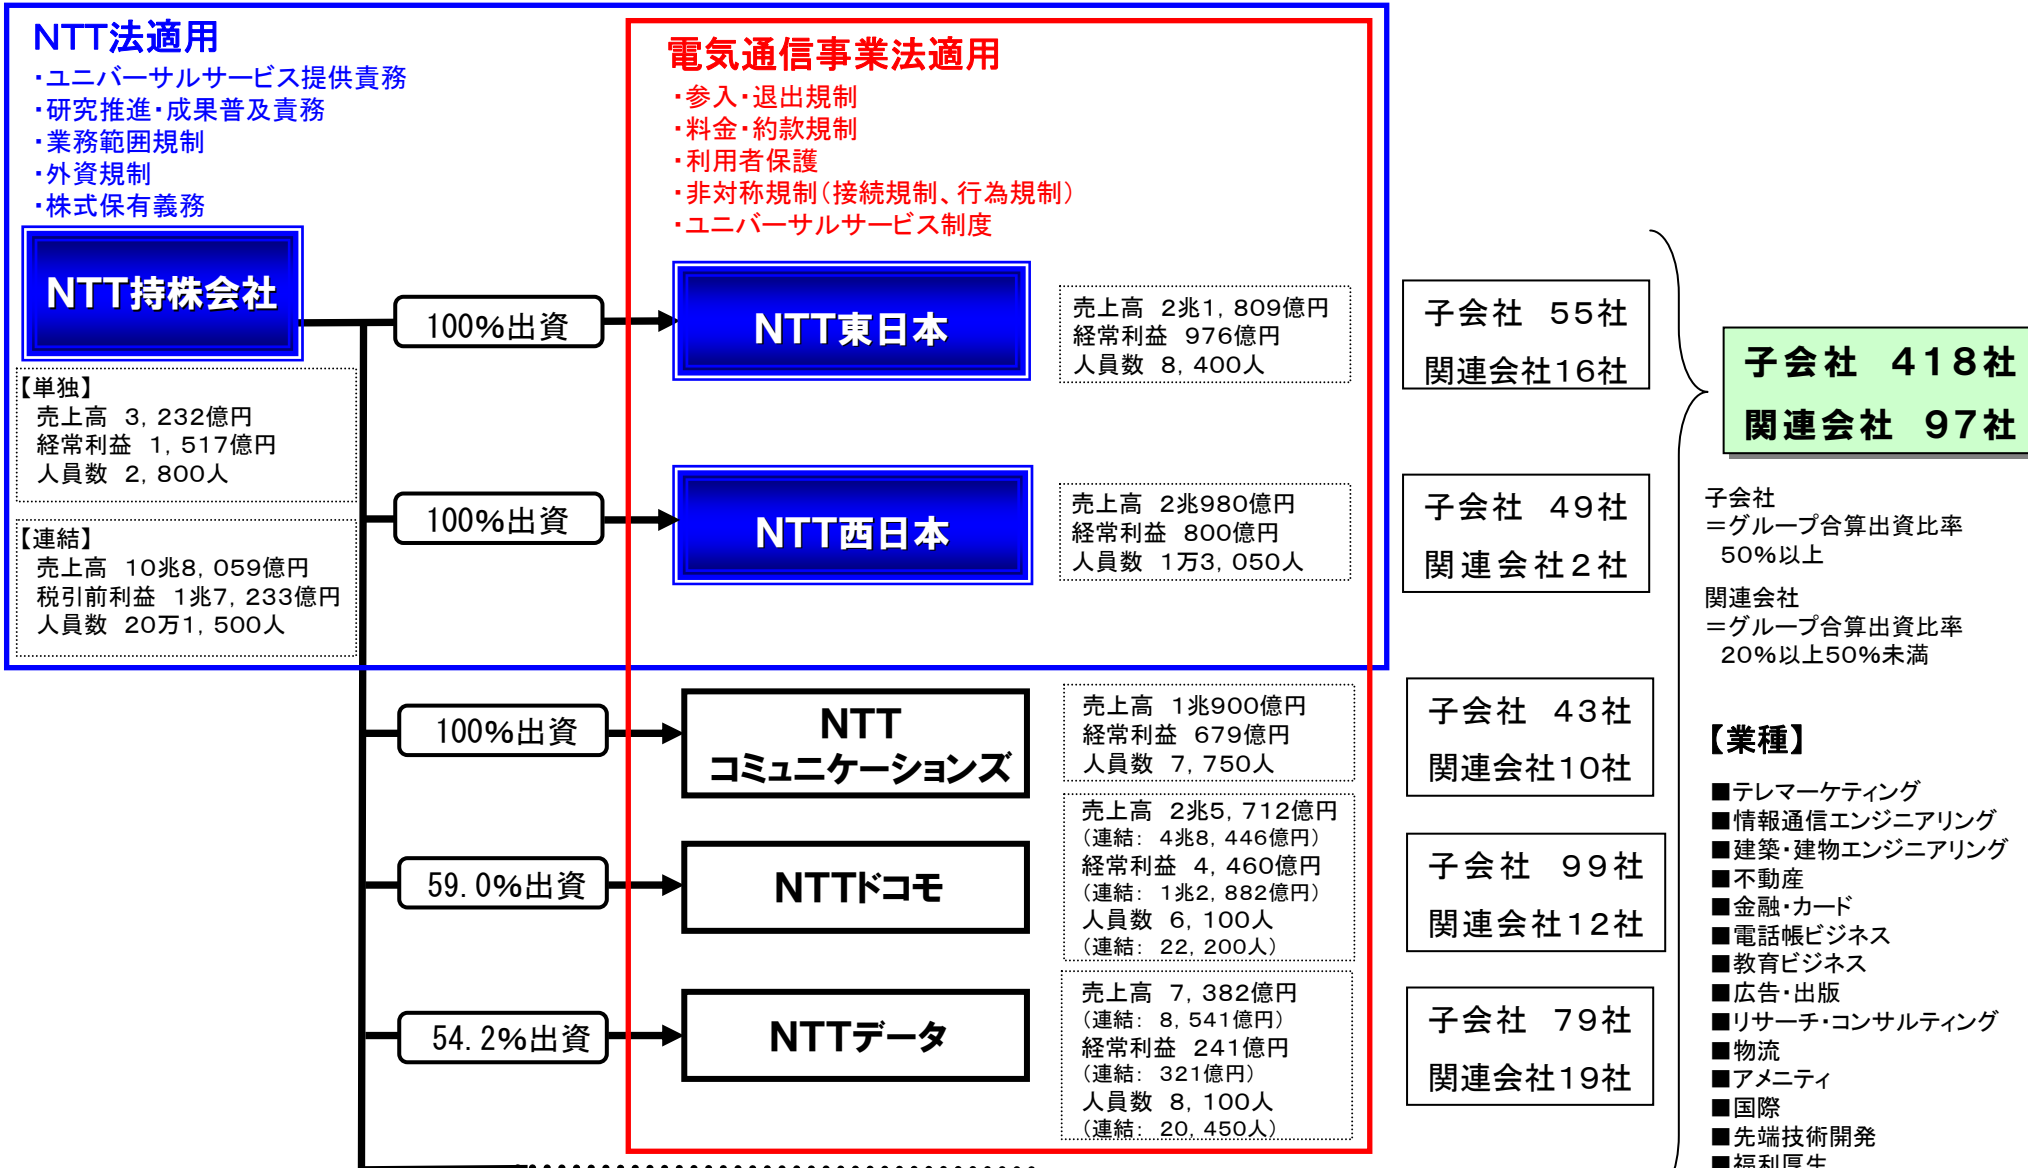 NTT法適用
・ユニバーサルサービス提供責務
・研究推進・成果普及責務
・業務範囲規制
・外資規制
・株式保有義務
電気通信事業法適用
・参入・退出規制
・料金・約款規制
・利用者保護
・非対称規制（接続規制、行為規制）
・ユニバーサルサービス制度
NTT持株会社
【単独】
売上高 3,232億円
経常利益 1,517億円
人員数 2,800人
【連結】
売上高 10兆8,059億円
税引前利益 1兆7,233億円
人員数 20万1,500人
100%出資
NTT東日本
売上高 2兆1,809億円
経常利益 976億円
人員数 8,400人
子会社 55社
関連会社16社
100%出資
NTT西日本
売上高 2兆980億円
経常利益 800億円
人員数 1万3,050人
子会社 49社
関連会社2社
100%出資
NTT
コミュニケーションズ
売上高 1兆900億円
経常利益 679億円
人員数 7,750人
子会社 43社
関連会社10社
59.0%出資
NTTドコモ
売上高 2兆5,712億円
（連結： 4兆8,446億円）
経常利益 4,460億円
（連結： 1兆2,882億円）
人員数 6,100人
（連結： 22,200人）
子会社 99社
関連会社12社
54.2%出資
NTTデータ
売上高 7,382億円
（連結： 8,541億円）
経常利益 241億円
（連結： 321億円）
人員数 8,100人
（連結： 20,450人）
子会社 79社
関連会社19社
子会社 418社
関連会社 97社
子会社
＝グループ合算出資比率
50%以上
関連会社
＝グループ合算出資比率
20%以上50%未満
【業種】
■テレマーケティング
■情報通信エンジニアリング
■建築・建物エンジニアリング
■不動産
■金融・カード
■電話帳ビジネス
■教育ビジネス
■広告・出版
■リサーチ・コンサルティング
■物流
■アメニティ
■国際
■先端技術開発
■福利厚生